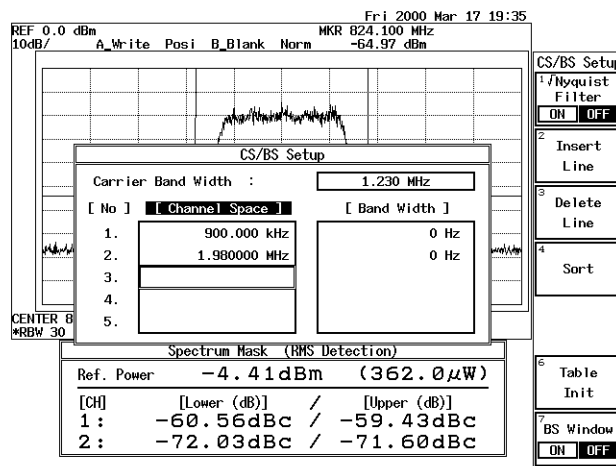 Fri 2000 Mar 17 19:35
REF 0.0 dBm MKR 824.100 MHz
10dB/ A_Write Posi B_Blank Norm -64.97 dBm
CS/BS Setup
1 √Nyquist
Filter
ON OFF
2 Insert
Line
3 Delete
Line
4 Sort
6 Table
Init
7 BS Window
ON OFF
CS/BS Setup
Carrier Band Width : 1.230 MHz
[ No ] [ Channel Space ] [ Band Width ]
1. 900.000 kHz 0 Hz
2. 1.980000 MHz 0 Hz
3.
4.
5.
CENTER 8
*RBW 30
Spectrum Mask (RMS Detection)
Ref. Power -4.41dBm (362.0μW)
[CH] [Lower (dB)] / [Upper (dB)]
1: -60.56dBc / -59.43dBc
2: -72.03dBc / -71.60dBc